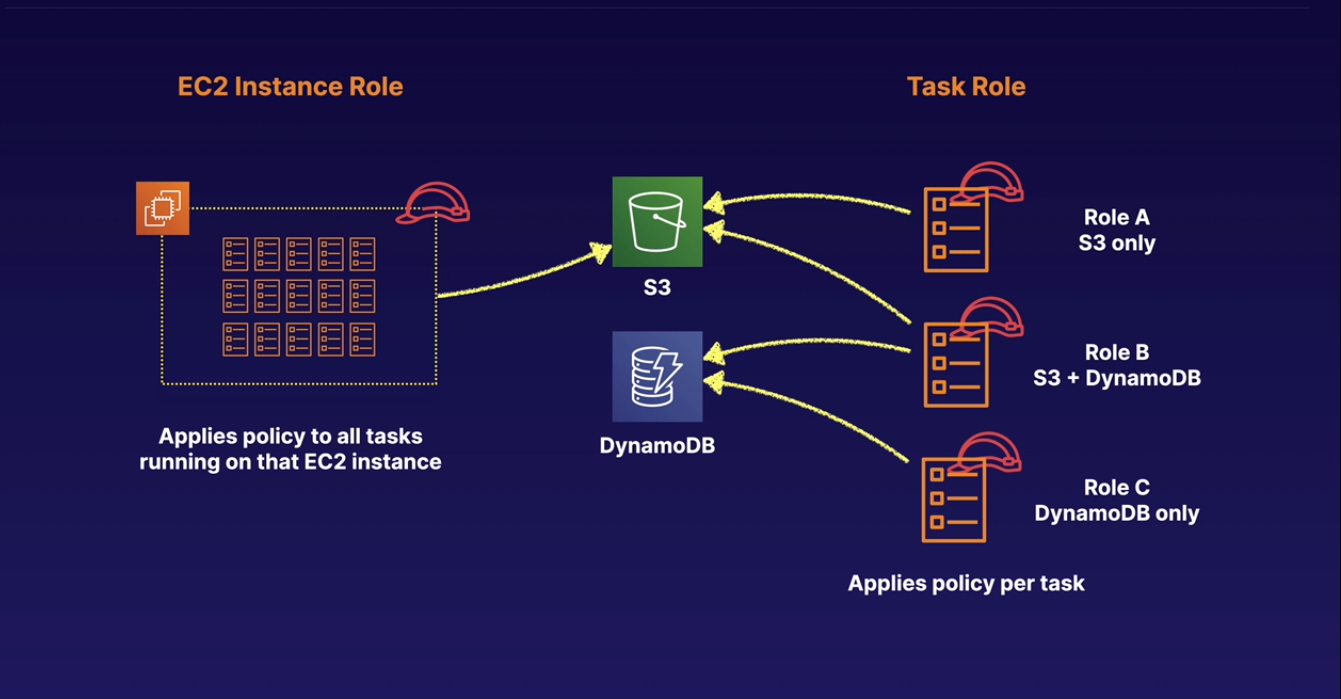 EC2 Instance Role
Applies policy to all tasks
running on that EC2 instance
S3
DynamoDB
Task Role
Role A
S3 only
Role B
S3 + DynamoDB
Role C
DynamoDB only
Applies policy per task